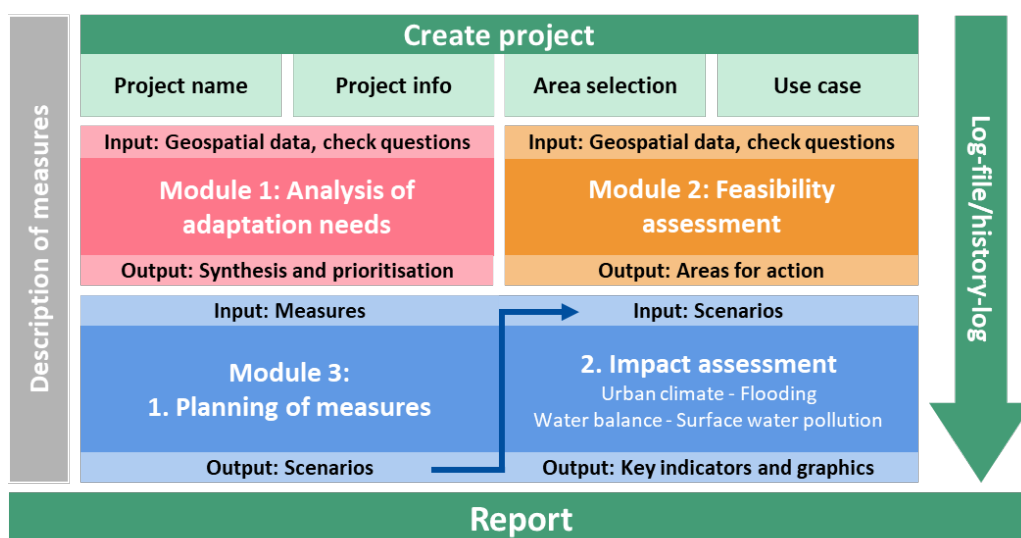 Create project
Project name
Project info
Area selection
Use case
Description of measures
Input: Geospatial data, check questions
Module 1: Analysis of
adaptation needs
Output: Synthesis and prioritisation
Input: Geospatial data, check questions
Module 2: Feasibility
assessment
Output: Areas for action
Input: Measures
Module 3:
1. Planning of measures
Output: Scenarios
Input: Scenarios
2. Impact assessment
Urban climate - Flooding
Water balance - Surface water pollution
Output: Key indicators and graphics
Log-file/history-log
Report